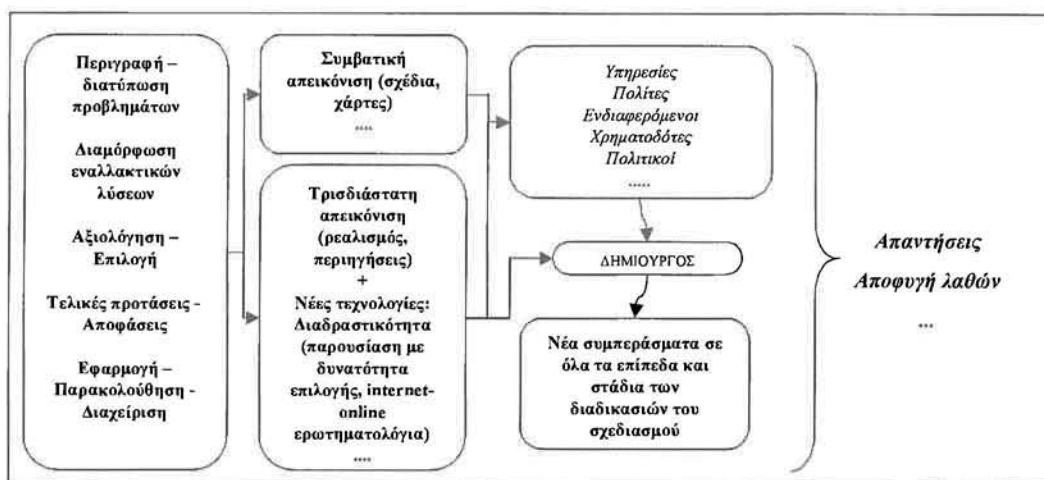 Περιγραφή –
διατύπωση
προβλημάτων
Διαμόρφωση
εναλλακτικών
λύσεων
Αξιολόγηση –
Επιλογή
Τελικές προτάσεις -
Αποφάσεις
Εφαρμογή –
Παρακολούθηση -
Διαχείριση
Συμβατική
απεικόνιση (σχέδια,
χάρτες)
....
Τρισδιάστατη
απεικόνιση
(ρεαλισμός,
περιηγήσεις)
+
Νέες τεχνολογίες:
Διαδραστικότητα
(παρουσίαση με
δυνατότητα
επιλογής, internet-
online
ερωτηματολόγια)
....
Υπηρεσίες
Πολίτες
Ενδιαφερόμενοι
Χρηματοδότες
Πολιτικοί
.....
ΔΗΜΙΟΥΡΓΟΣ
Νέα συμπεράσματα σε
όλα τα επίπεδα και
στάδια των
διαδικασιών του
σχεδιασμού
Απαντήσεις
Αποφυγή λαθών
...